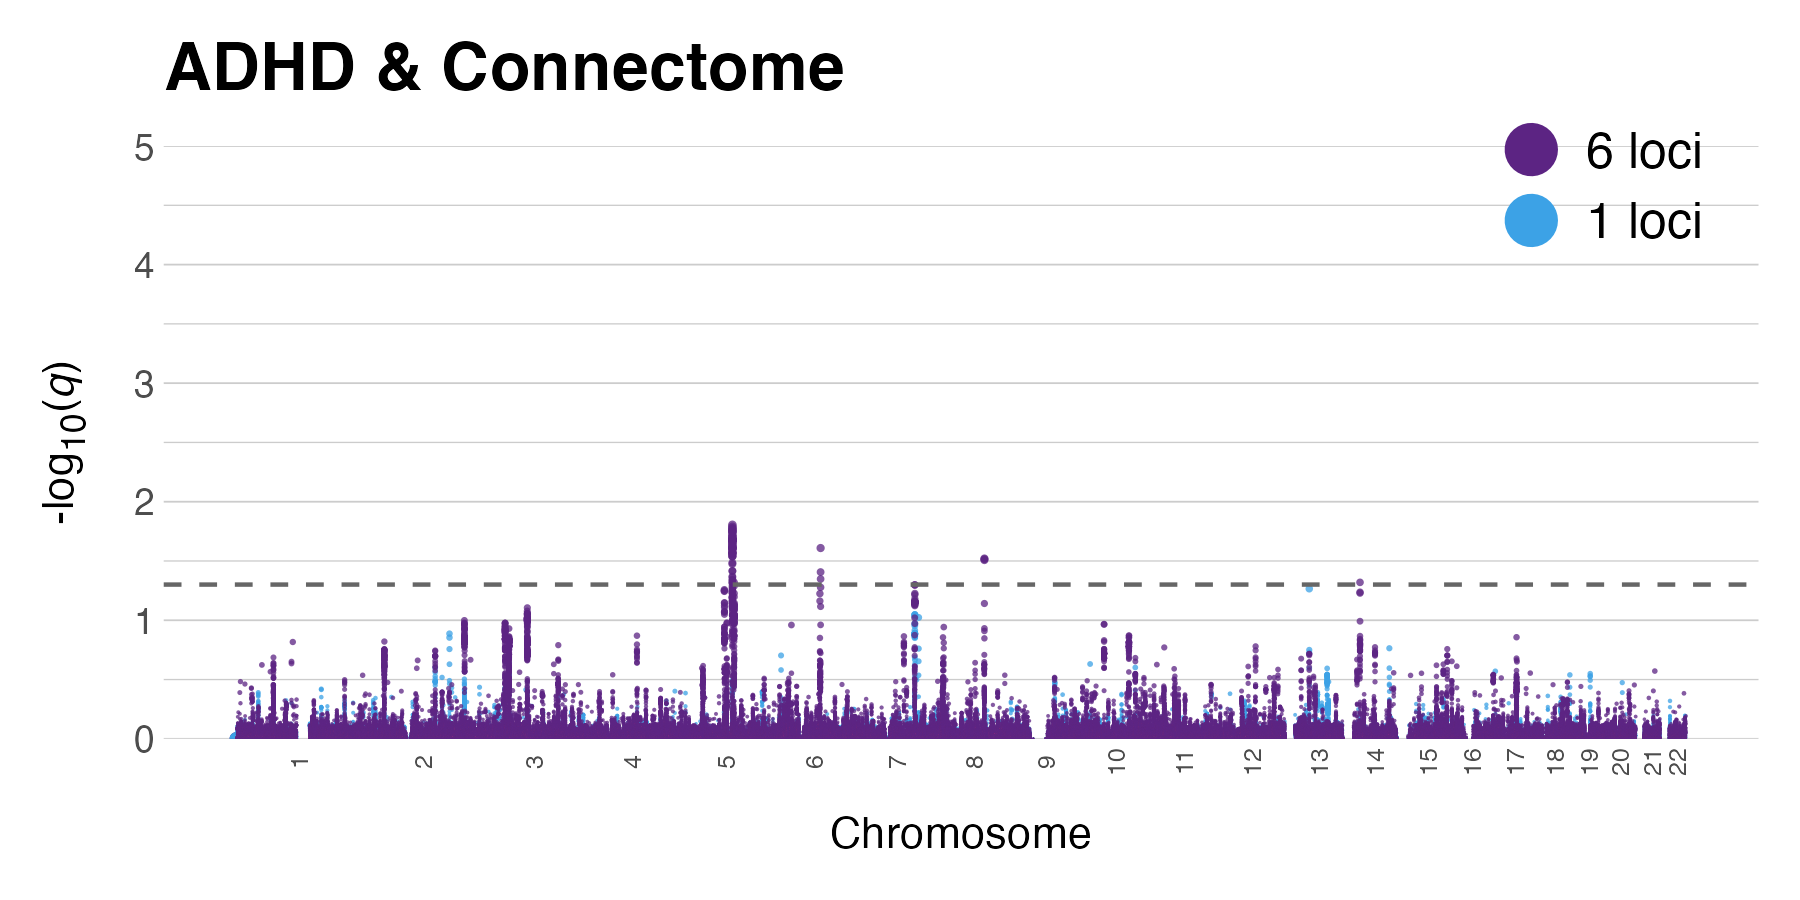 ADHD & Connectome
6 loci
1 loci
5
4
3
2
1
0
-log10(q)
1 2 3 4 5 6 7 8 9 10 11 12 13 14 15 16 17 18 19 20 21 22
Chromosome